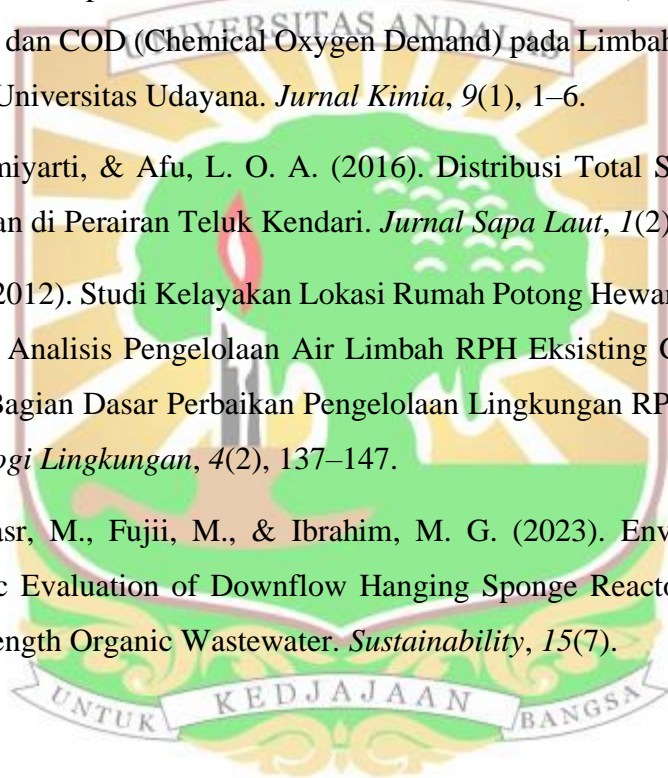 UNIVERSITAS ANDALAS
dan COD (Chemical Oxygen Demand) pada Limbah
Universitas Udayana. Jurnal Kimia, 9(1), 1–6.
miyarti, & Afu, L. O. A. (2016). Distribusi Total S
an di Perairan Teluk Kendari. Jurnal Sapa Laut, 1(2)
2012). Studi Kelayakan Lokasi Rumah Potong Hewan
Analisis Pengelolaan Air Limbah RPH Eksisting
Bagian Dasar Perbaikan Pengelolaan Lingkungan RP
ogi Lingkungan, 4(2), 137–147.
asr, M., Fujii, M., & Ibrahim, M. G. (2023). Env
c Evaluation of Downflow Hanging Sponge Reacto
ength Organic Wastewater. Sustainability, 15(7).
UNTUK KEDJAJAAN BANGSA